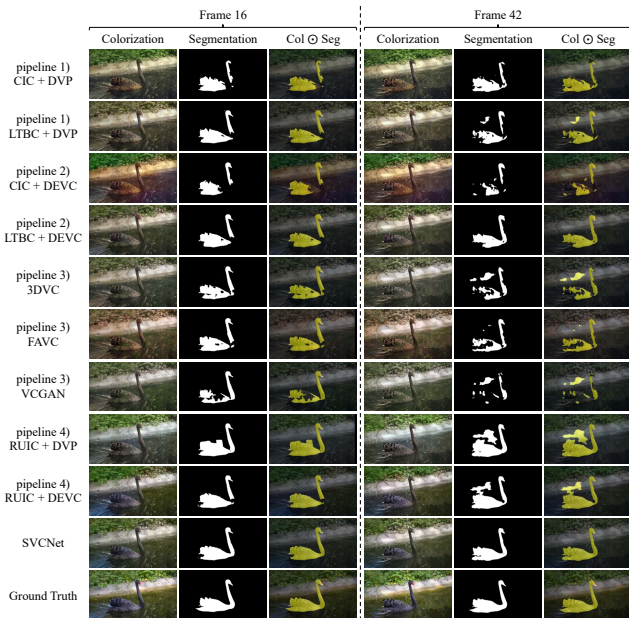 Frame 16
Frame 42
Colorization
Segmentation
Col ⊙ Seg
Colorization
Segmentation
Col ⊙ Seg
pipeline 1)
CIC + DVP
pipeline 1)
LTBC + DVP
pipeline 2)
CIC + DEVC
pipeline 2)
LTBC + DEVC
pipeline 3)
3DVC
pipeline 3)
FAVC
pipeline 3)
VCGAN
pipeline 4)
RUIC + DVP
pipeline 4)
RUIC + DEVC
SVCNet
Ground Truth